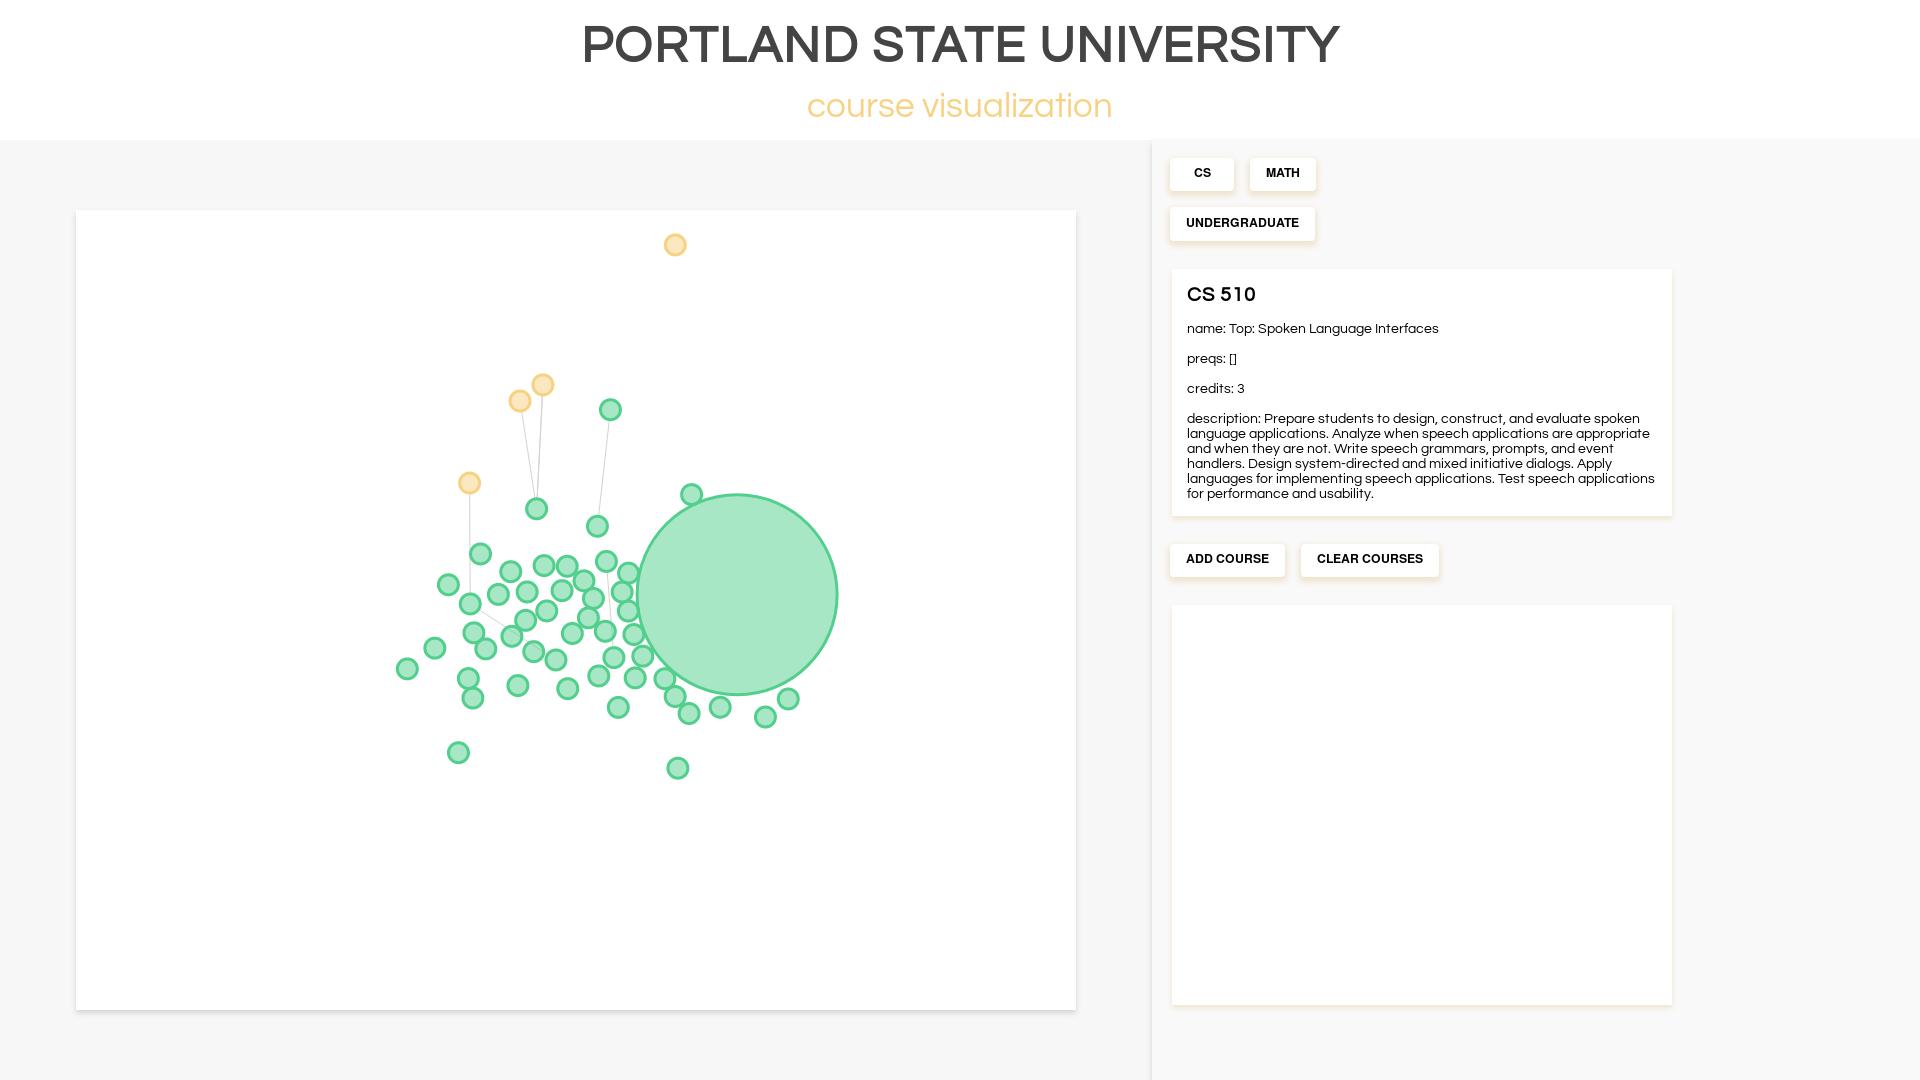 PORTLAND STATE UNIVERSITY
course visualization
CS MATH
UNDERGRADUATE
CS 510
name: Top: Spoken Language Interfaces
preqs: []
credits: 3
description: Prepare students to design, construct, and evaluate spoken
language applications. Analyze when speech applications are appropriate
and when they are not. Write speech grammars, prompts, and event
handlers. Design system-directed and mixed initiative dialogs. Apply
languages for implementing speech applications. Test speech applications
for performance and usability.
ADD COURSE CLEAR COURSES